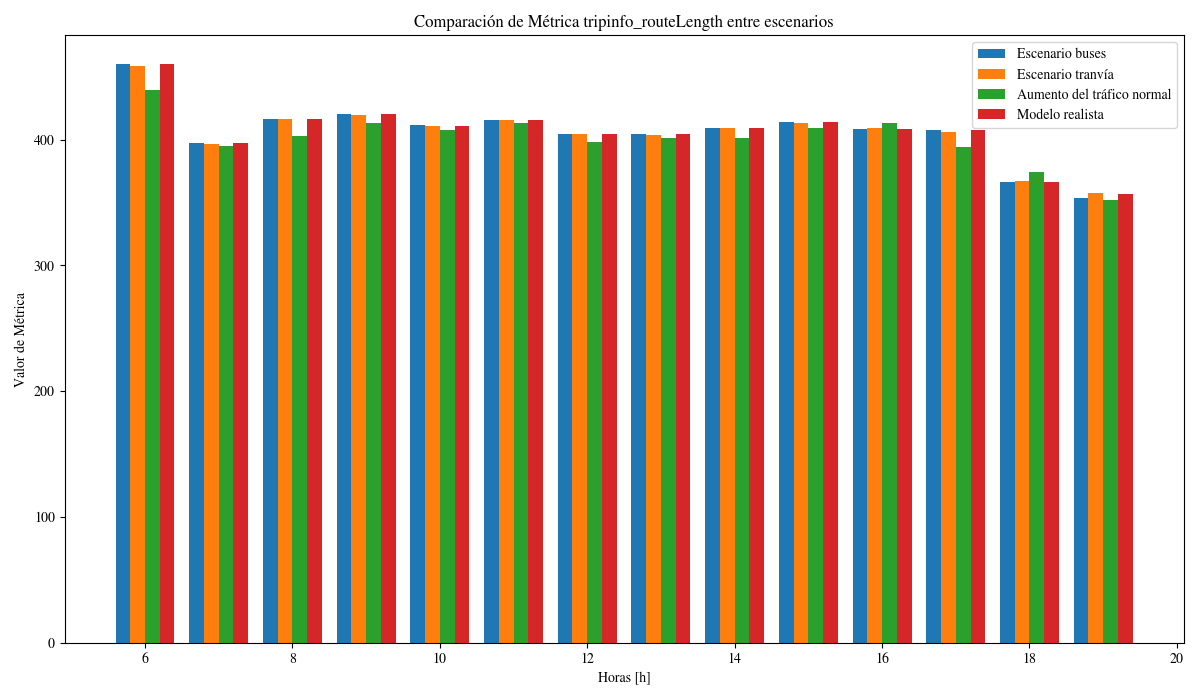 Comparación de Métrica tripinfo_routeLength entre escenarios
Escenario buses
Escenario tranvía
Aumento del tráfico normal
Modelo realista
Valor de Métrica
400
300
200
100
0
6
8
10
12
14
16
18
20
Horas [h]